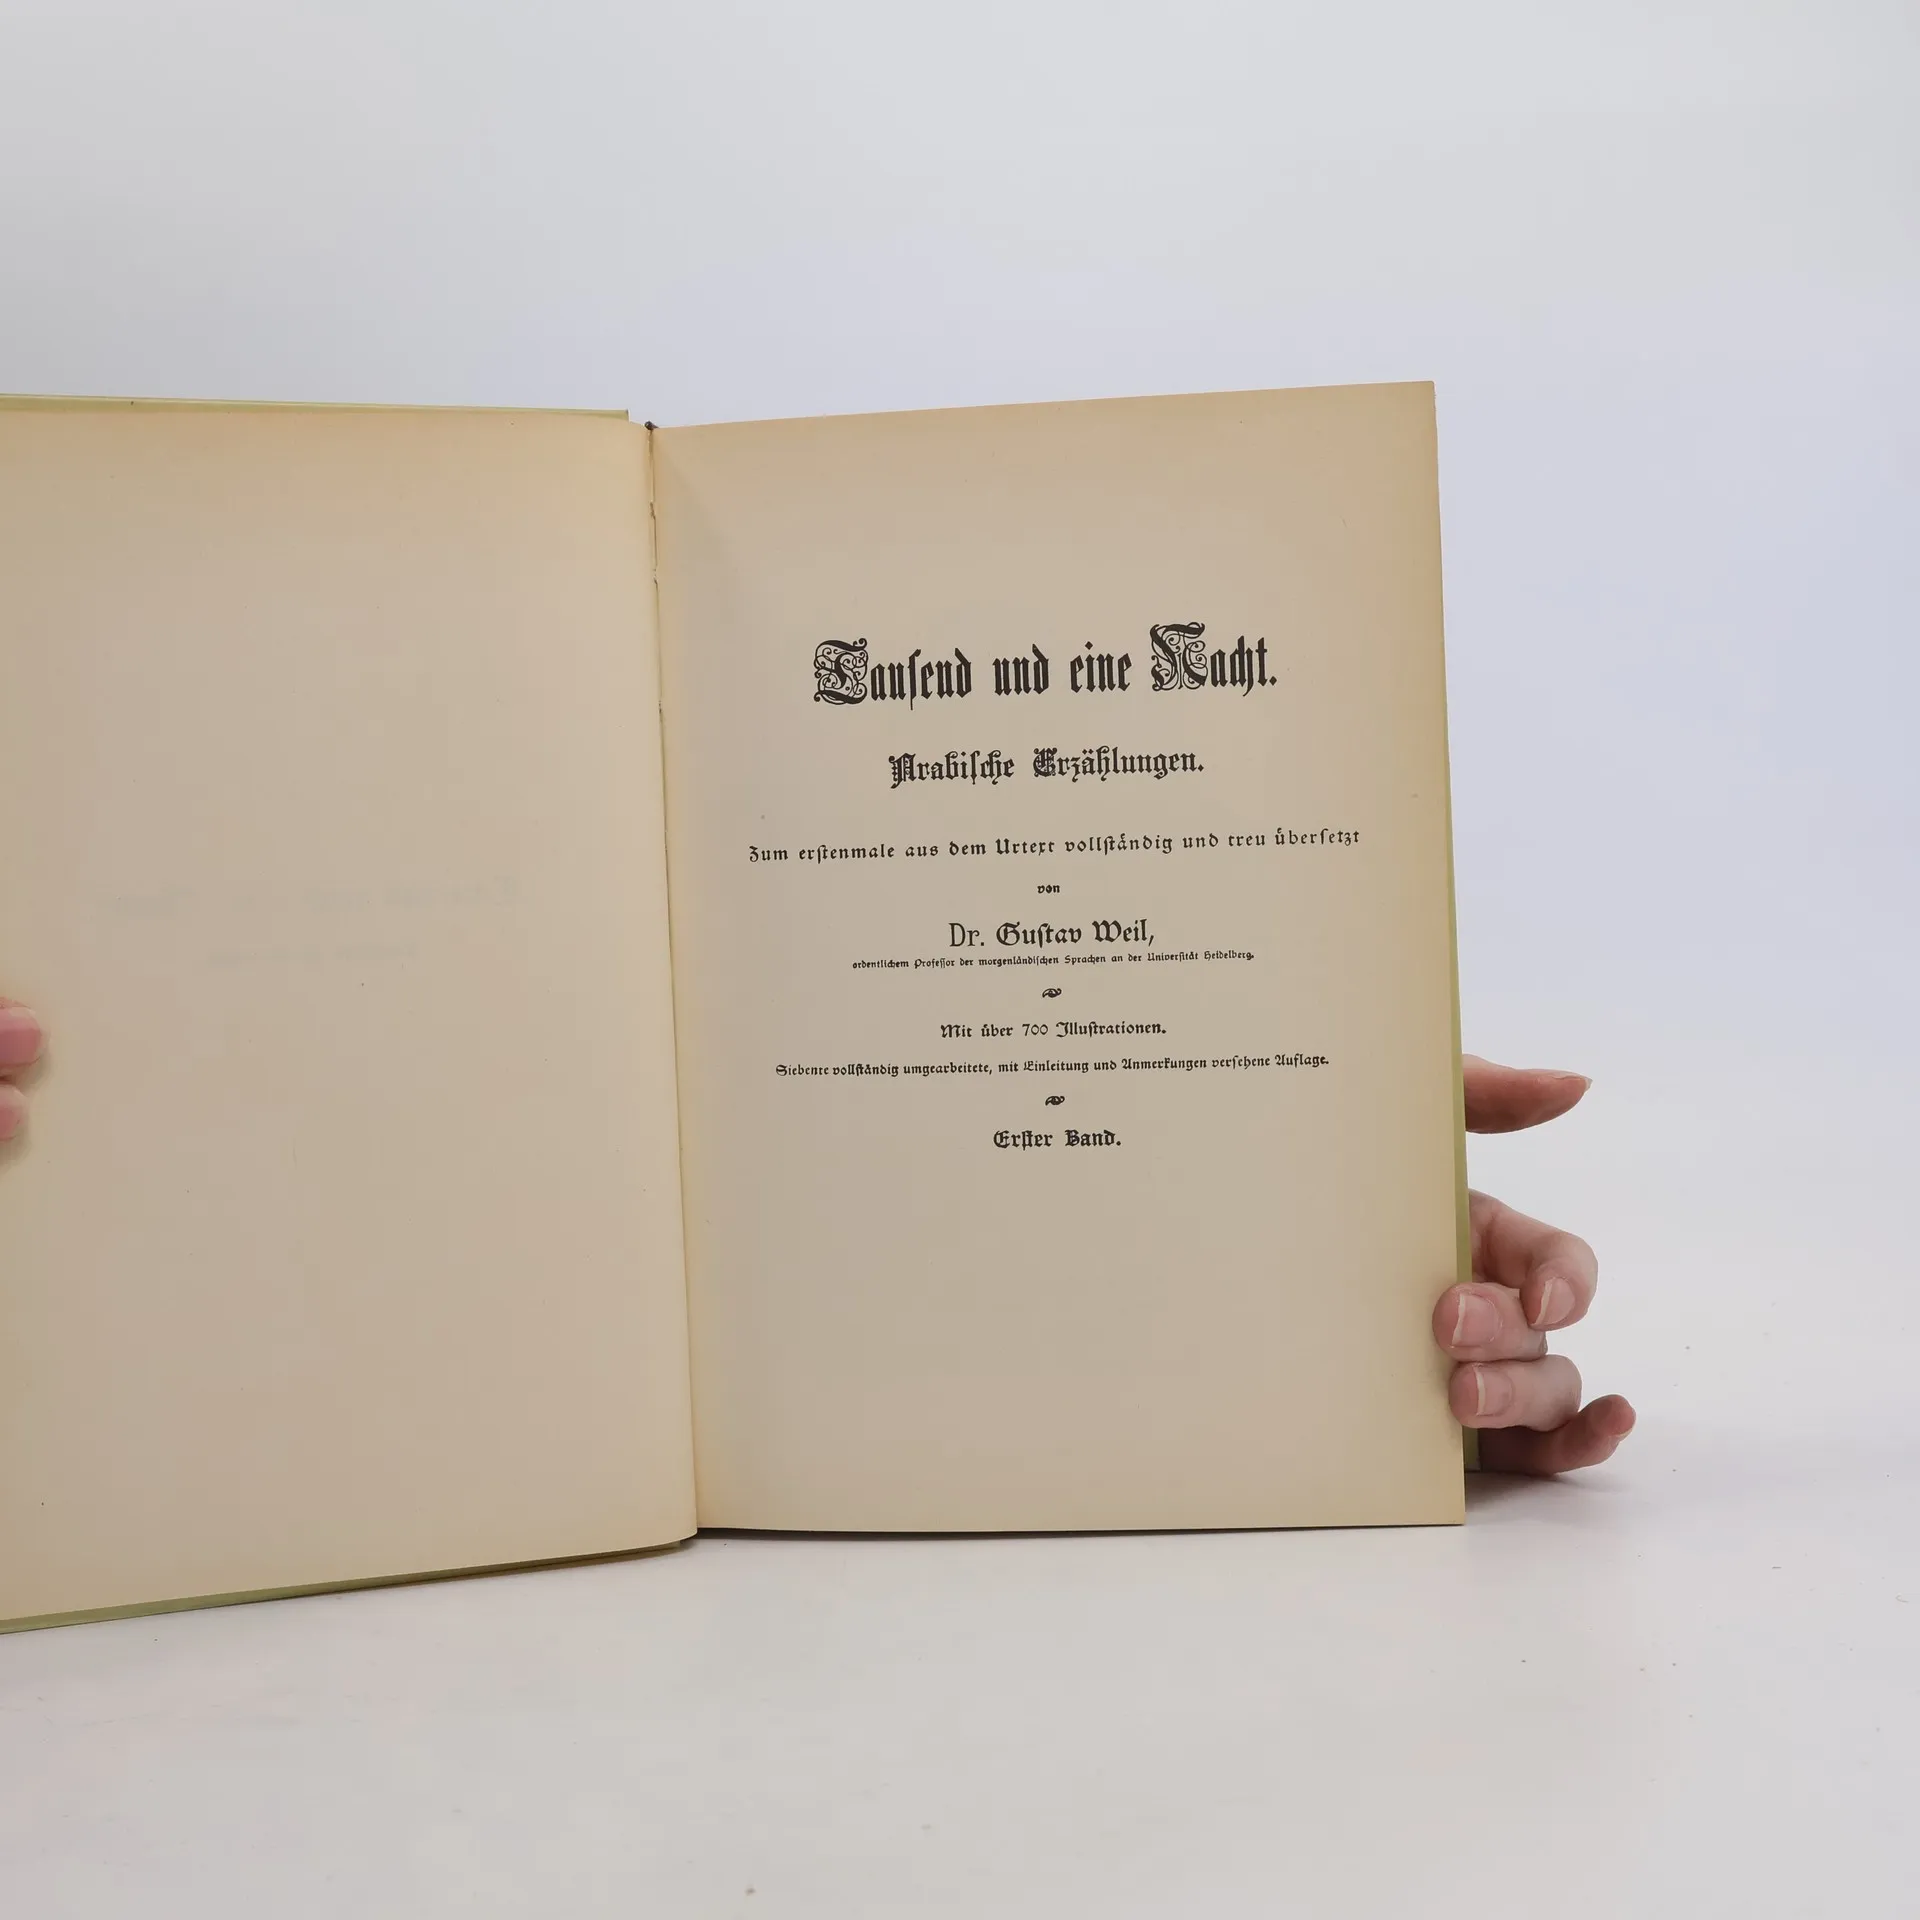 Tausend und eine Nacht.
Arabische Erzählungen.
Zum erstenmale aus dem Urtext vollständig und treu übersetzt
von
Dr. Gustav Weil,
ordentlichem Professor der morgenländischen Sprachen an der Universität Heidelberg.
Mit über 700 Illustrationen.
Siebente vollständig umgearbeitete, mit Einleitung und Anmerkungen versehene Auflage.
Erster Band.